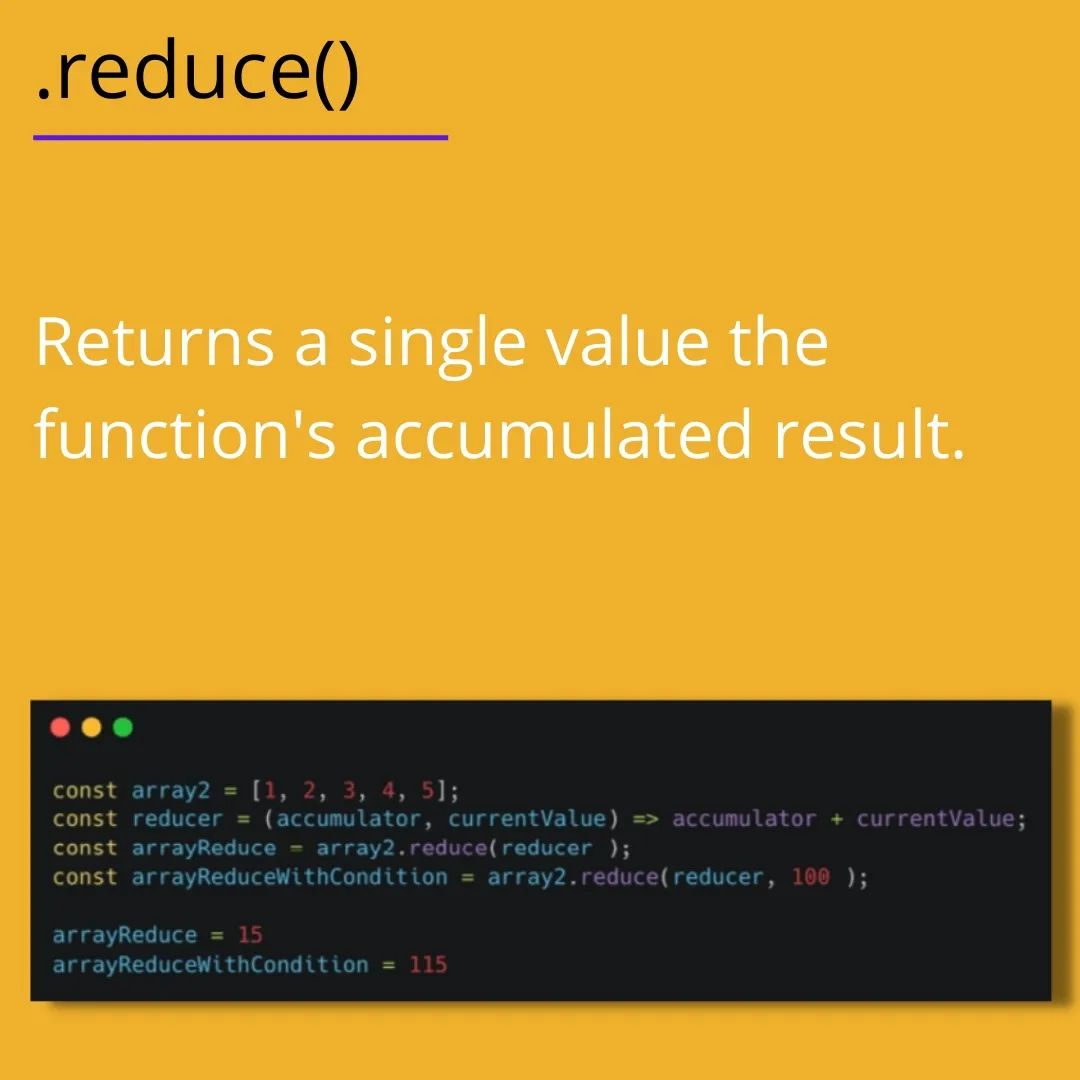 .reduce()
Returns a single value the
function's accumulated result.
const array2 = [1, 2, 3, 4, 5];
const reducer = (accumulator, currentValue) => accumulator + currentValue;
const arrayReduce = array2.reduce(reducer );
const arrayReduceWithCondition = array2.reduce(reducer, 100 );
arrayReduce = 15
arrayReduceWithCondition = 115